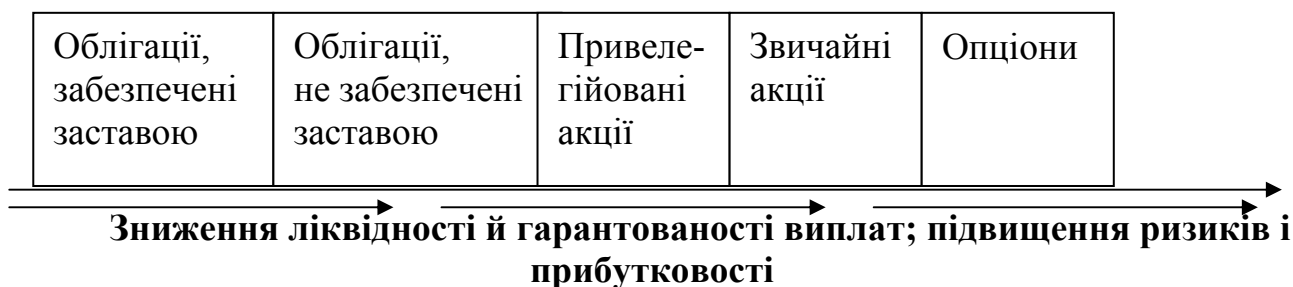 Облігації,
забезпечені
заставою
Облігації,
не забезпечені
заставою
Привеле-
гійовані
акції
Звичайні
акції
Опціони
Зниження ліквідності й гарантованості виплат; підвищення ризиків і
прибутковості